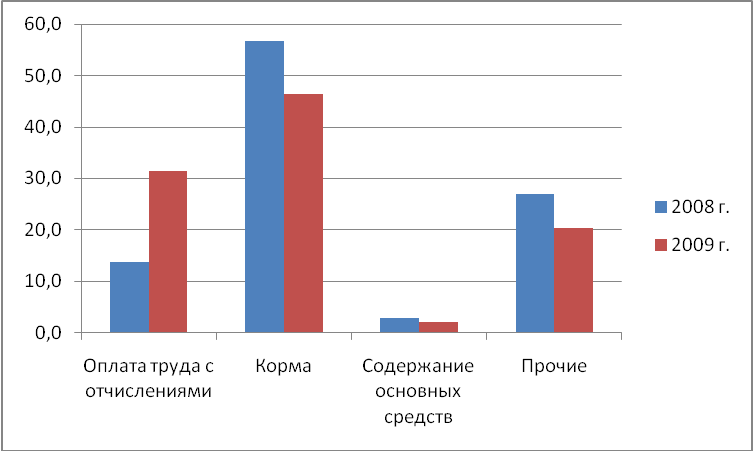 60,0
50,0
40,0
30,0
20,0
10,0
0,0
Оплата труда с
отчислениями
Корма
Содержание
основных
средств
Прочие
2008 г.
2009 г.